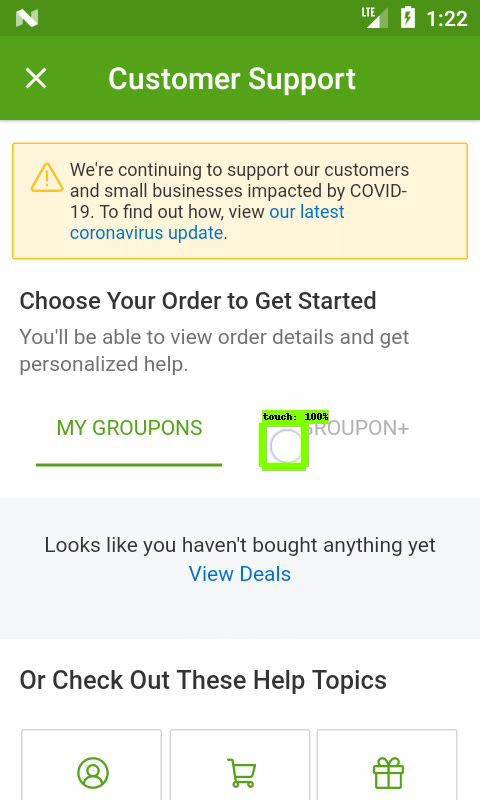 LTE 1:22
Customer Support
We're continuing to support our customers
and small businesses impacted by COVID-
19. To find out how, view our latest
coronavirus update.
Choose Your Order to Get Started
You'll be able to view order details and get
personalized help.
touch: 100%
MY GROUPONS GROUPON+
Looks like you haven't bought anything yet
View Deals
Or Check Out These Help Topics